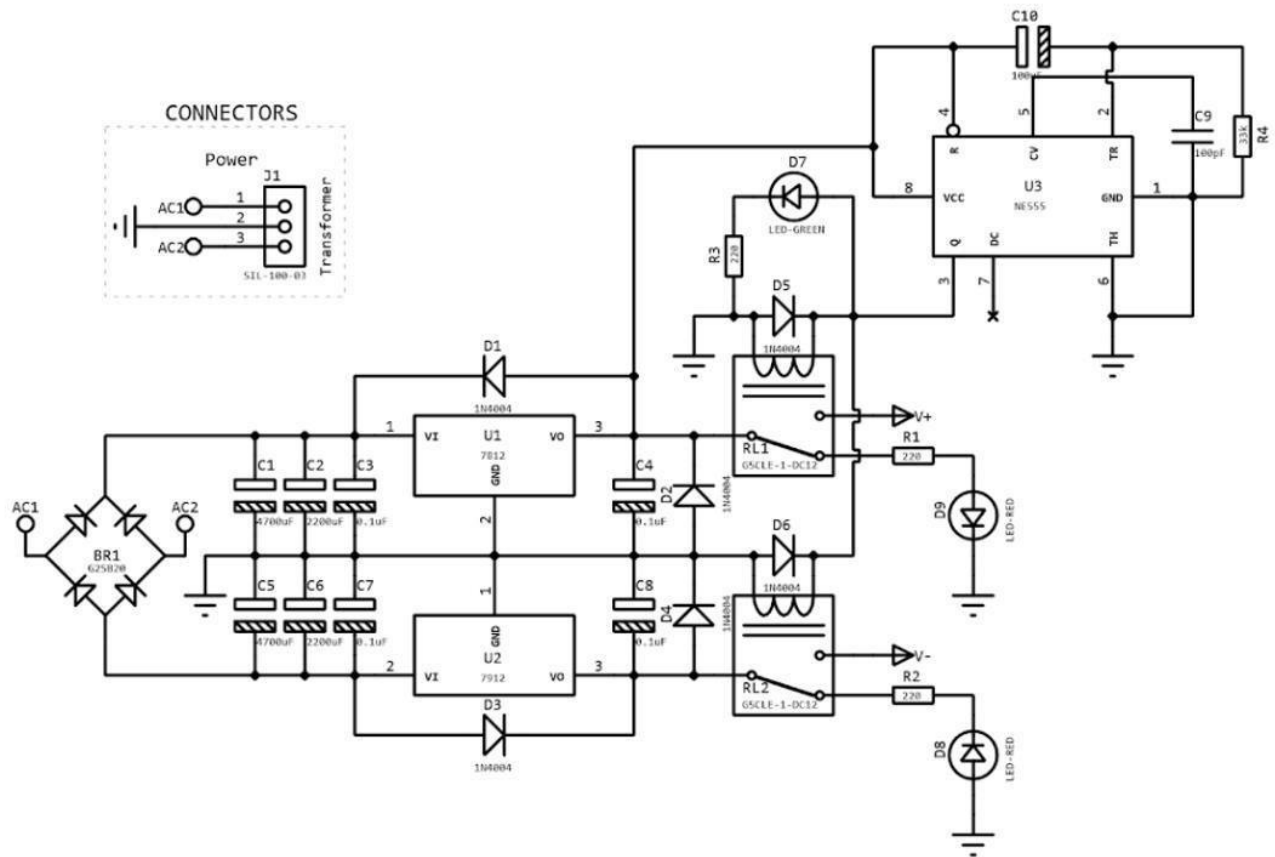 CONNECTORS
Power
J1
AC1
1
2
AC2
3
Transformer
SIL-100-03
C10
100uF
4
5
2
C9
100pF
33k
R4
R
CV
TR
8
VCC
U3
NE555
GND
1
Q
DC
TH
3
7
6
D7
LED-GREEN
R3
220
D5
1N4004
D1
1N4004
1
VI
U1
7812
VO
3
GND
2
C1
4700uF
C2
2200uF
C3
0.1uF
C4
0.1uF
D2
1N4004
RL1
G5CLE-1-DC12
V+
R1
220
D9
LED-RED
AC1
AC2
BR1
G25B20
C5
4700uF
C6
2200uF
C7
0.1uF
C8
0.1uF
D4
1N4004
D6
1N4004
1
GND
U2
7912
2
VI
VO
3
D3
1N4004
RL2
G5CLE-1-DC12
V-
R2
220
D8
LED-RED